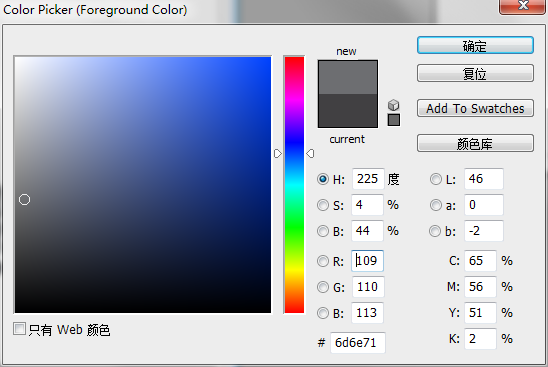 Color Picker (Foreground Color)
new
current
确定
复位
Add To Swatches
颜色库
H: 225 度
S: 4 %
B: 44 %
R: 109
G: 110
B: 113
# 6d6e71
L: 46
a: 0
b: -2
C: 65 %
M: 56 %
Y: 51 %
K: 2 %
只有 Web 颜色